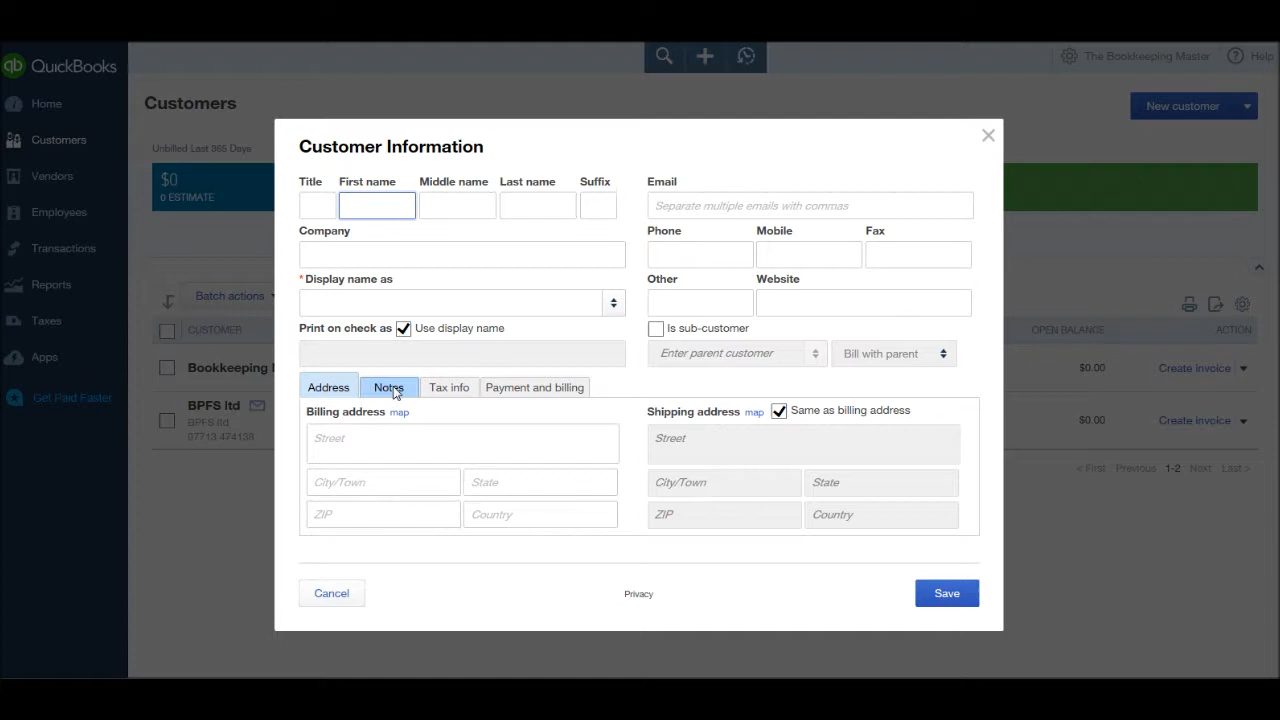 qb QuickBooks
The Bookkeeping Master
Help
Home
Customers
Vendors
Employees
Transactions
Reports
Taxes
Apps
Get Paid Faster
Customers
New customer
Unbilled Last 365 Days
$0
0 ESTIMATE
Batch actions
CUSTOMER
OPEN BALANCE
ACTION
Bookkeeping
$0.00
Create invoice
BPFS ltd
BPFS ltd
07713 474138
$0.00
Create invoice
< First Previous 1-2 Next Last >
Customer Information
Title First name Middle name Last name Suffix
Email
Separate multiple emails with commas
Company
Phone Mobile Fax
* Display name as
Other Website
Print on check as Use display name
Is sub-customer
Enter parent customer
Bill with parent
Address Notes Tax info Payment and billing
Billing address map
Shipping address map Same as billing address
Street
Street
City/Town State
City/Town State
ZIP Country
ZIP Country
Cancel
Privacy
Save